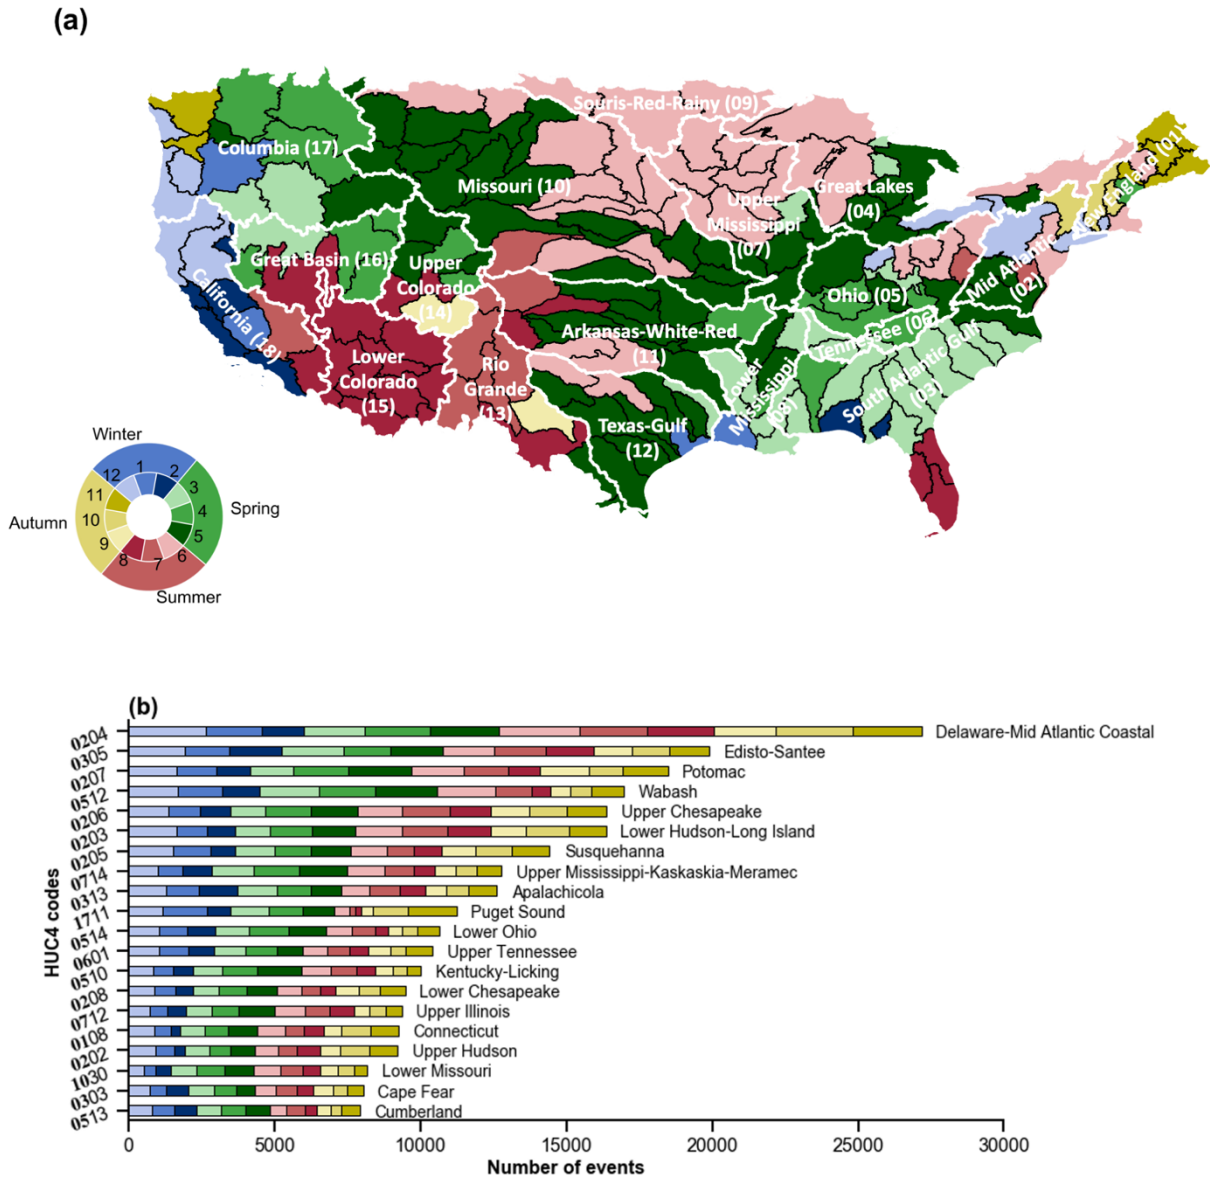 (a)
Souris-Red-Rainy (09)
Columbia (17)
Missouri (10)
Great Lakes
(04)
Upper
Mississippi
(07)
New England (01)
Great Basin (16)
Upper
Colorado
(14)
Mid Atlantic
(02)
California (18)
Ohio (05)
Tennessee (06)
Arkansas-White-Red
(11)
Lower
Colorado
(15)
Rio
Grande
(13)
Lower
Mississippi
(08)
South Atlantic Gulf
(03)
Texas-Gulf
(12)
Winter
12 1 2
11 3
10 4
9 5
8 7 6
Autumn
Spring
Summer
(b)
0204 Delaware-Mid Atlantic Coastal
0305 Edisto-Santee
0207 Potomac
0512 Wabash
0206 Upper Chesapeake
0203 Lower Hudson-Long Island
0205 Susquehanna
0714 Upper Mississippi-Kaskaskia-Meramec
0313 Apalachicola
1711 Puget Sound
0514 Lower Ohio
0601 Upper Tennessee
0510 Kentucky-Licking
0208 Lower Chesapeake
0712 Upper Illinois
0108 Connecticut
0202 Upper Hudson
1030 Lower Missouri
0303 Cape Fear
0513 Cumberland
HUC4 codes
0 5000 10000 15000 20000 25000 30000
Number of events